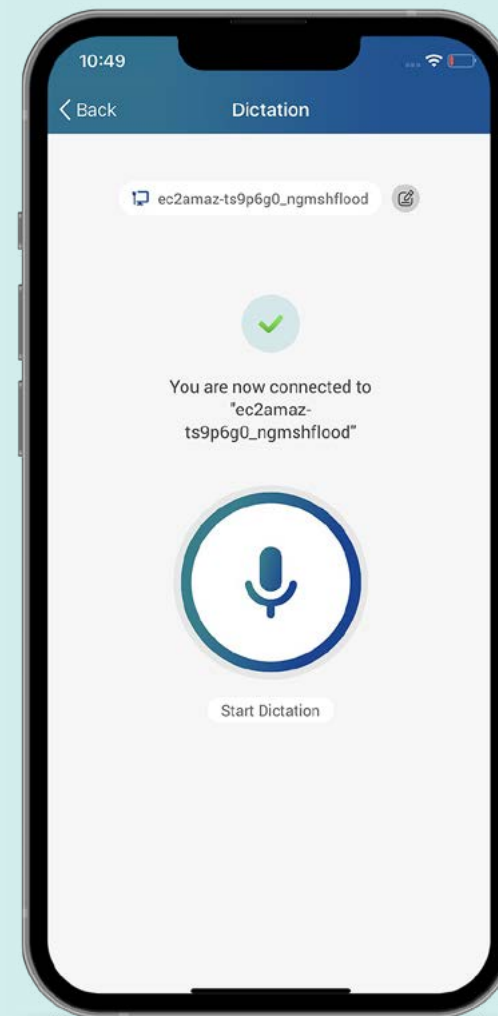 10:49
Back
Dictation
ec2amaz-ts9p6g0_ngmshflood
You are now connected to
"ec2amaz-
ts9p6g0_ngmshflood"
Start Dictation